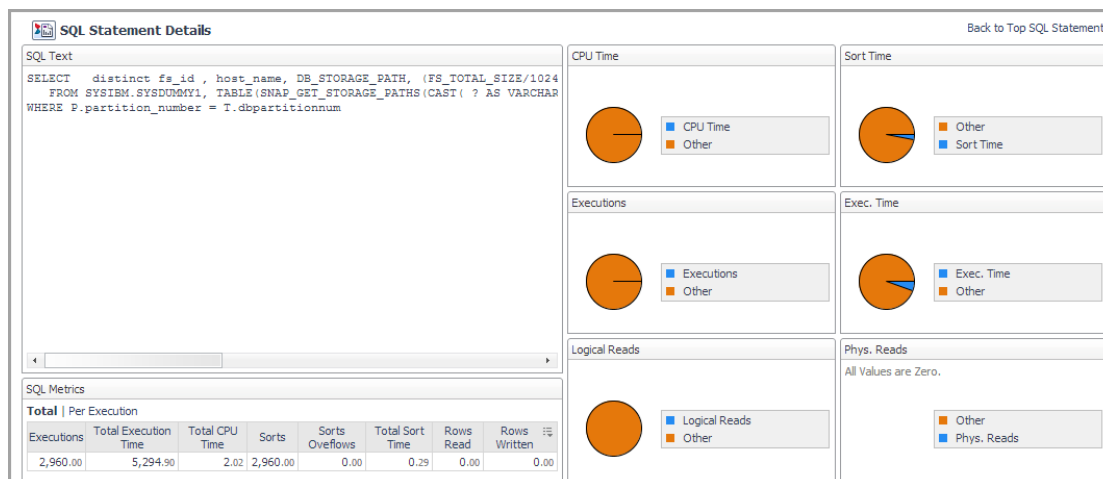 SQL Statement Details
Back to Top SQL Statement
SQL Text
SELECT distinct fs_id , host_name, DB_STORAGE_PATH, (FS_TOTAL_SIZE/1024
FROM SYSIBM.SYSDUMMY1, TABLE(SNAP_GET_STORAGE_PATHS(CAST( ? AS VARCHAR
WHERE P.partition_number = T.dbpartitionnum
CPU Time
CPU Time
Other
Sort Time
Other
Sort Time
Executions
Executions
Other
Exec. Time
Exec. Time
Other
Logical Reads
Logical Reads
Other
Phys. Reads
All Values are Zero.
Other
Phys. Reads
SQL Metrics
Total | Per Execution
Executions Total Execution Time Total CPU Time Sorts Sorts Oveflows Total Sort Time Rows Read Rows Written
2,960.00 5,294.90 2.02 2,960.00 0.00 0.29 0.00 0.00